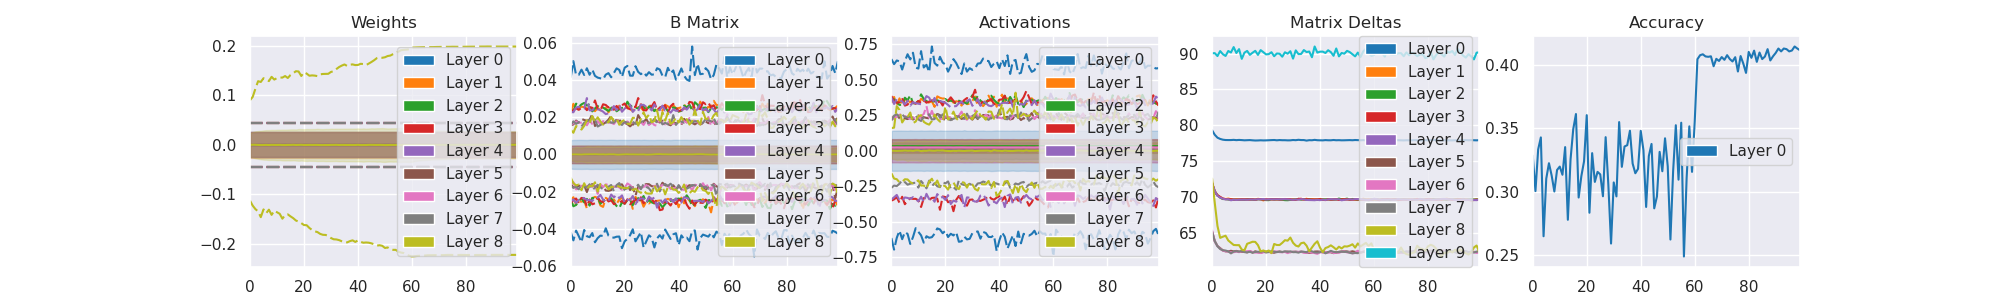 Weights
0.2
0.1
0.0
−0.1
−0.2
0 20 40 60 80
Layer 0
Layer 1
Layer 2
Layer 3
Layer 4
Layer 5
Layer 6
Layer 7
Layer 8
B Matrix
0.06
0.04
0.02
0.00
−0.02
−0.04
−0.06
0 20 40 60 80
Layer 0
Layer 1
Layer 2
Layer 3
Layer 4
Layer 5
Layer 6
Layer 7
Layer 8
Activations
0.75
0.50
0.25
0.00
−0.25
−0.50
−0.75
0 20 40 60 80
Layer 0
Layer 1
Layer 2
Layer 3
Layer 4
Layer 5
Layer 6
Layer 7
Layer 8
Matrix Deltas
90
85
80
75
70
65
0 20 40 60 80
Layer 0
Layer 1
Layer 2
Layer 3
Layer 4
Layer 5
Layer 6
Layer 7
Layer 8
Layer 9
Accuracy
0.40
0.35
0.30
0.25
0 20 40 60 80
Layer 0